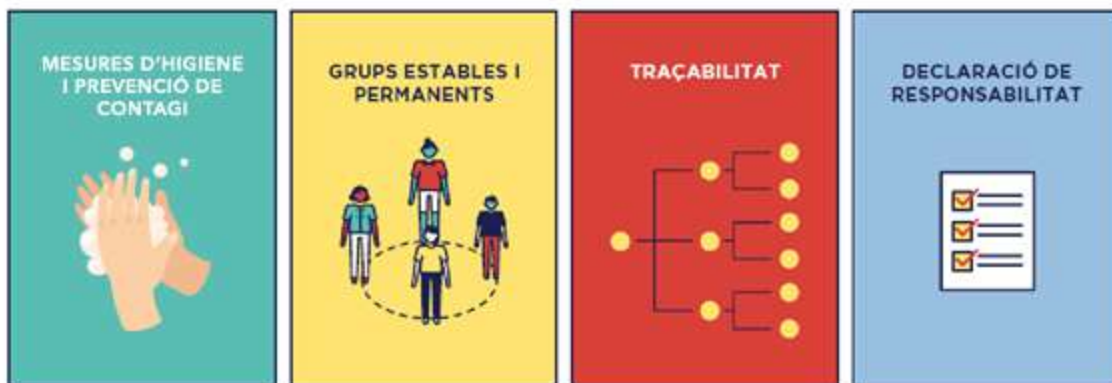 MESURES D'HIGIENE
I PREVENCIÓ DE
CONTAGI
GRUPS ESTABLES I
PERMANENTS
TRAÇABILITAT
DECLARACIÓ DE
RESPONSABILITAT